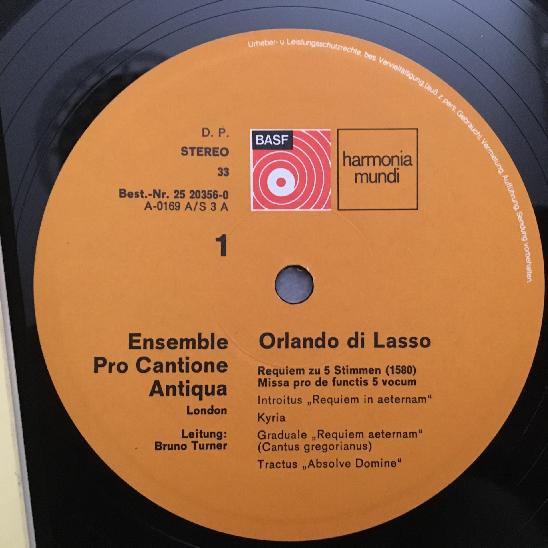 Urheber- u Leistungsschutzrechte, bes. Vervielfältigung (auß. z. pers. Gebrauch), Vermietung, Aufführung, Sendung vorbehalten.
D. P.
STEREO
33
Best.-Nr. 25 20356-0
A-0169 A/S 3 A
1
BASF
harmonia
mundi
Ensemble
Pro Cantione
Antiqua
London
Leitung:
Bruno Turner
Orlando di Lasso
Requiem zu 5 Stimmen (1580)
Missa pro de functis 5 vocum
Introitus „Requiem in aeternam“
Kyria
Graduale „Requiem aeternam“
(Cantus gregorianus)
Tractus „Absolve Domine“